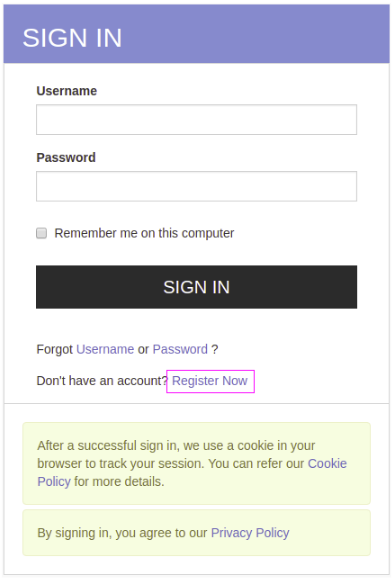 SIGN IN
Username
Password
Remember me on this computer
SIGN IN
Forgot Username or Password ?
Don't have an account? Register Now
After a successful sign in, we use a cookie in your
browser to track your session. You can refer our Cookie
Policy for more details.
By signing in, you agree to our Privacy Policy